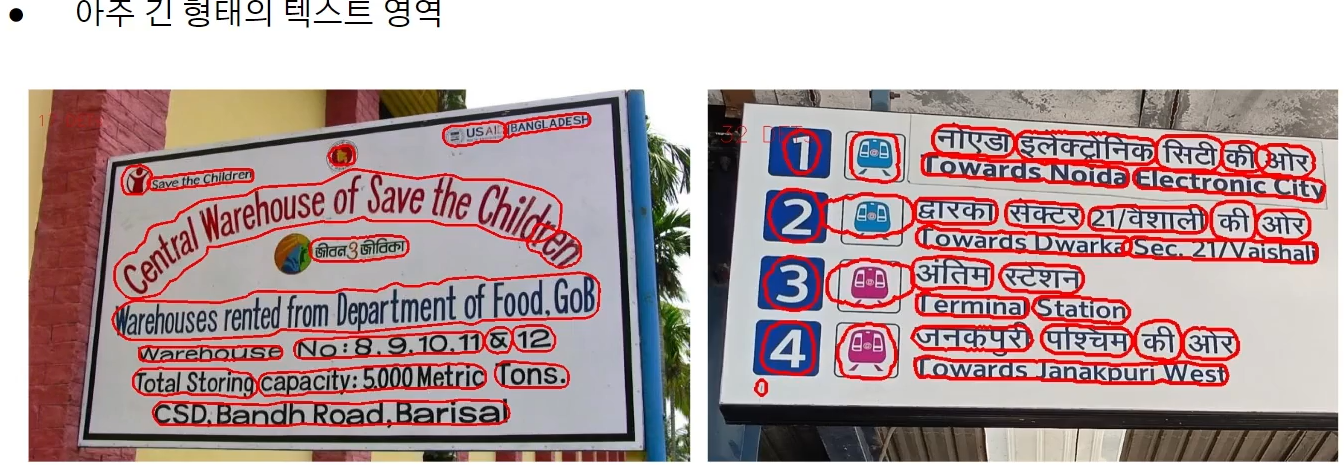 ● 아주 긴 형태의 텍스트 영역
USAID BANGLADESH
Save the Children
Central Warehouse of Save the Children
জীবন ও জীবিকা
Warehouses rented from Department of Food, GoB
Warehouse No:8.9.10.11 & 12
Total Storing capacity: 5.000 Metric Tons.
CSD, Bandh Road, Barisal
32 DET
1 नोएडा इलेक्ट्रॉनिक सिटी की ओर
Towards Noida Electronic City
2 द्वारका सेक्टर 21/वैशाली की ओर
Towards Dwarka Sec. 21/Vaishali
3 अंतिम स्टेशन
Terminal Station
4 जनकपुरी पश्चिम की ओर
Towards Janakpuri West